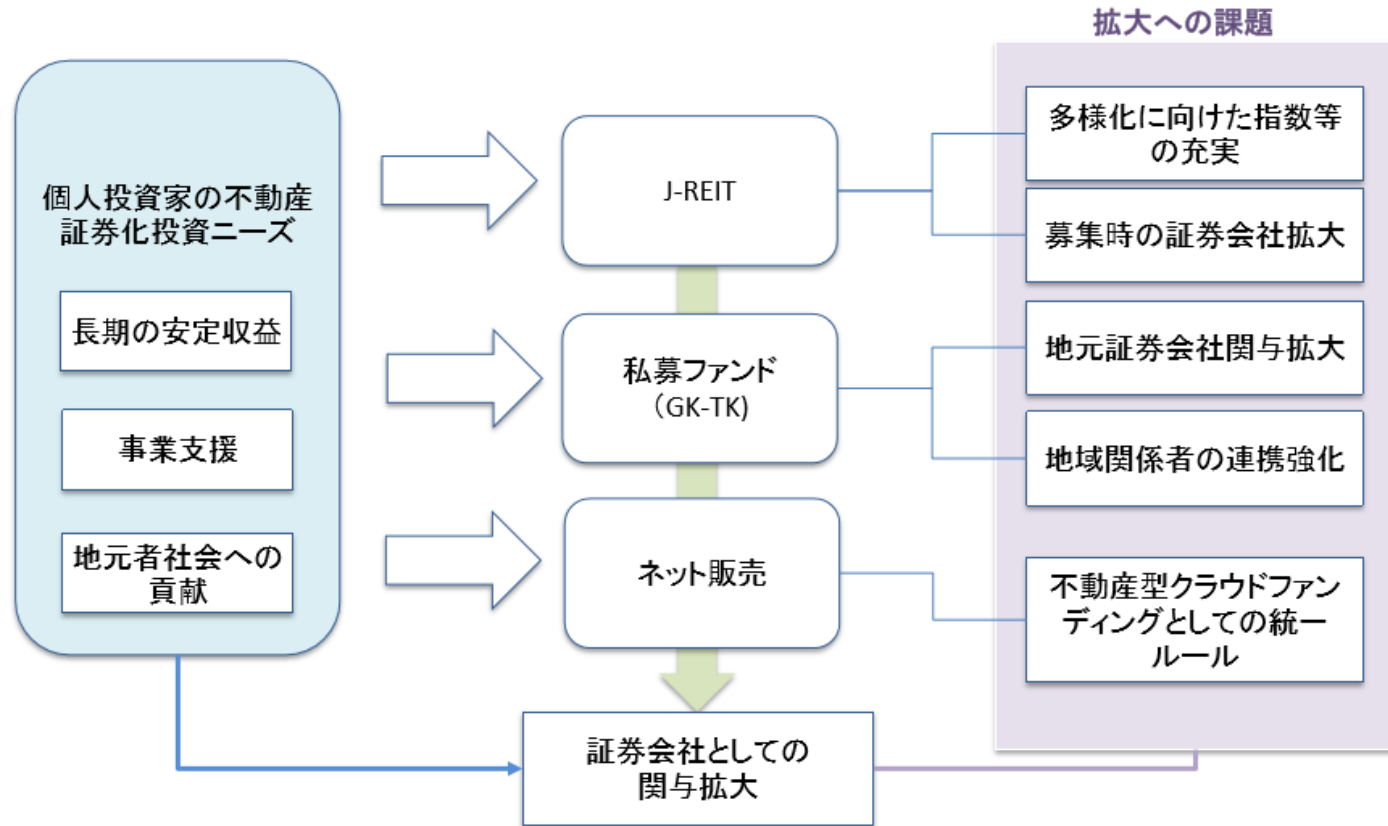 拡大への課題
個人投資家の不動産
証券化投資ニーズ
長期の安定収益
事業支援
地元者社会への
貢献
J-REIT
私募ファンド
（GK-TK)
ネット販売
証券会社としての
関与拡大
多様化に向けた指数等
の充実
募集時の証券会社拡大
地元証券会社関与拡大
地域関係者の連携強化
不動産型クラウドファン
ディングとしての統一
ルール